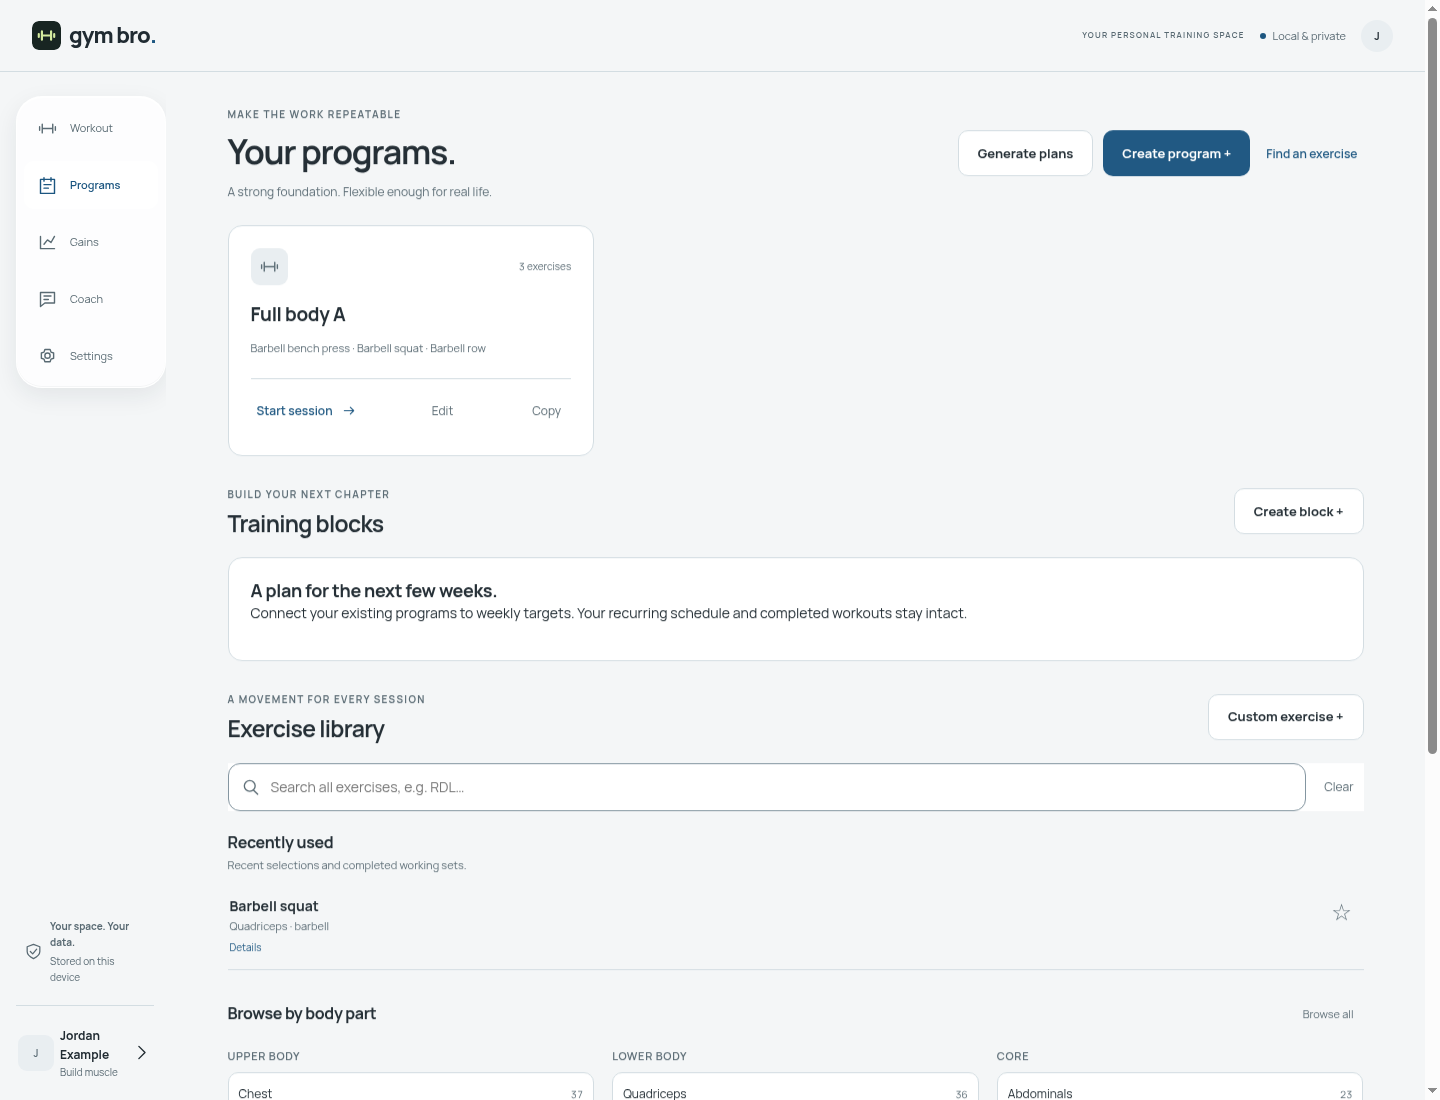 gym bro.
YOUR PERSONAL TRAINING SPACE
Local & private
J
Workout
Programs
Gains
Coach
Settings
MAKE THE WORK REPEATABLE
Your programs.
A strong foundation. Flexible enough for real life.
Generate plans
Create program +
Find an exercise
3 exercises
Full body A
Barbell bench press · Barbell squat · Barbell row
Start session →
Edit
Copy
BUILD YOUR NEXT CHAPTER
Training blocks
Create block +
A plan for the next few weeks.
Connect your existing programs to weekly targets. Your recurring schedule and completed workouts stay intact.
A MOVEMENT FOR EVERY SESSION
Exercise library
Custom exercise +
Search all exercises, e.g. RDL...
Clear
Recently used
Recent selections and completed working sets.
Barbell squat
Quadriceps · barbell
Details
Browse by body part
Browse all
UPPER BODY
LOWER BODY
CORE
Chest 37
Quadriceps 36
Abdominals 23
Your space. Your
data.
Stored on this
device
J
Jordan
Example
Build muscle